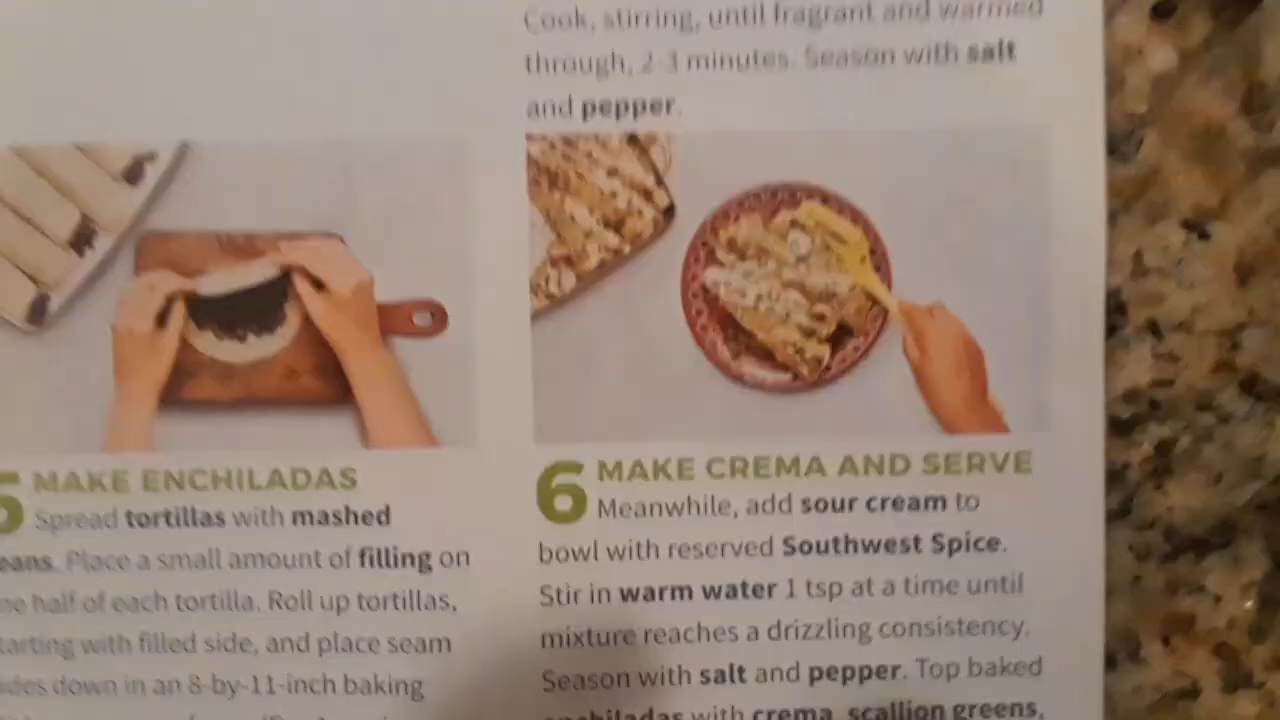 Cook, stirring, until fragrant and warmed
through, 2-3 minutes. Season with salt
and pepper.
5 MAKE ENCHILADAS
Spread tortillas with mashed
eans. Place a small amount of filling on
ne half of each tortilla. Roll up tortillas,
tarting with filled side, and place seam
ides down in an 8-by-11-inch baking
6 MAKE CREMA AND SERVE
Meanwhile, add sour cream to
bowl with reserved Southwest Spice.
Stir in warm water 1 tsp at a time until
mixture reaches a drizzling consistency.
Season with salt and pepper. Top baked
enchiladas with crema, scallion greens,